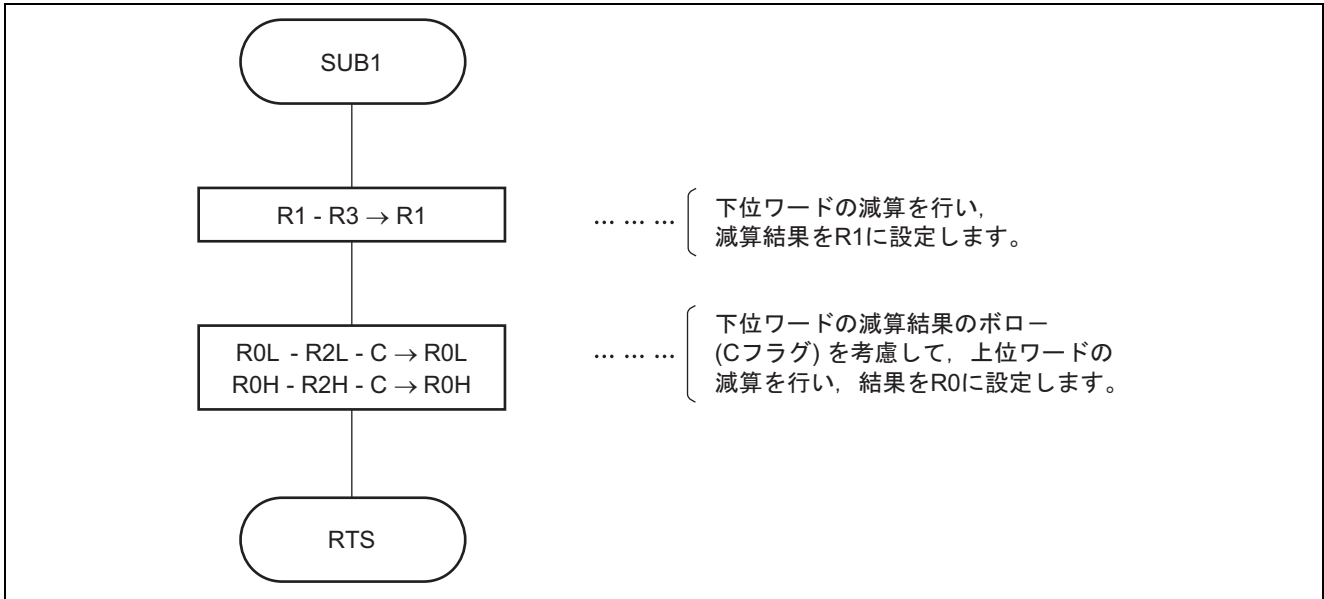 SUB1
R1 - R3 → R1
… … …
下位ワードの減算を行い,
減算結果をR1に設定します。
R0L - R2L - C → R0L
R0H - R2H - C → R0H
… … …
下位ワードの減算結果のボロー
(Cフラグ) を考慮して, 上位ワードの
減算を行い, 結果をR0に設定します。
RTS